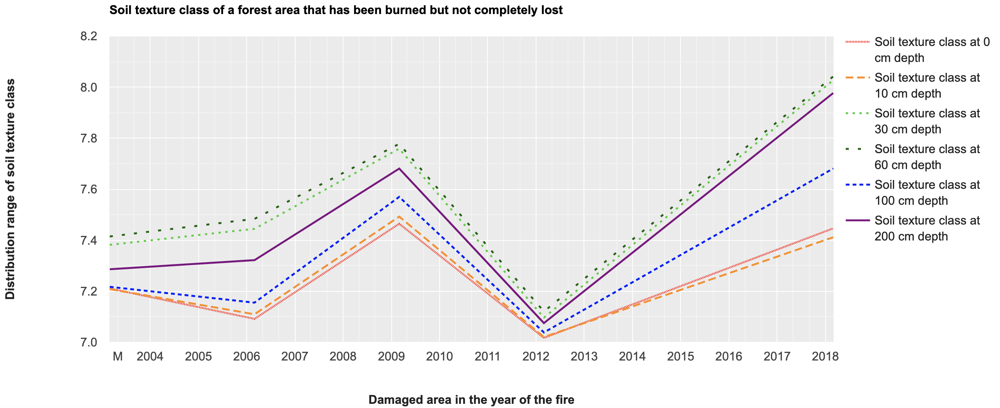 Soil texture class of a forest area that has been burned but not completely lost
Distribution range of soil texture class
8.2
8.0
7.8
7.6
7.4
7.2
7.0
M 2004 2005 2006 2007 2008 2009 2010 2011 2012 2013 2014 2015 2016 2017 2018
Damaged area in the year of the fire
Soil texture class at 0
cm depth
Soil texture class at
10 cm depth
Soil texture class at
30 cm depth
Soil texture class at
60 cm depth
Soil texture class at
100 cm depth
Soil texture class at
200 cm depth